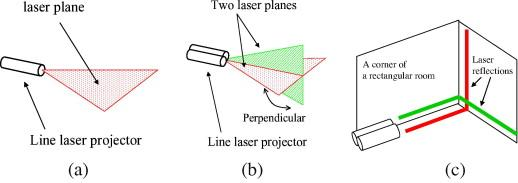 laser plane
Line laser projector
(a)
Two laser planes
Perpendicular
Line laser projector
(b)
A corner of
a rectangular room
Laser
reflections
(c)